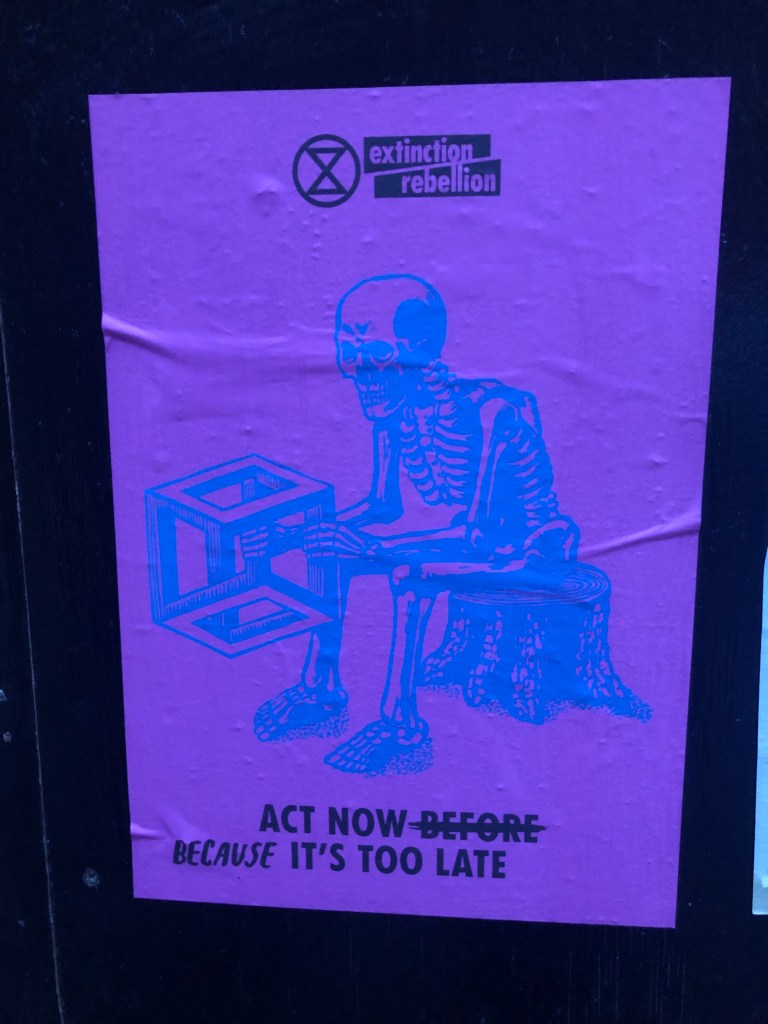 extinction
rebellion
ACT NOW BEFORE
BECAUSE IT'S TOO LATE